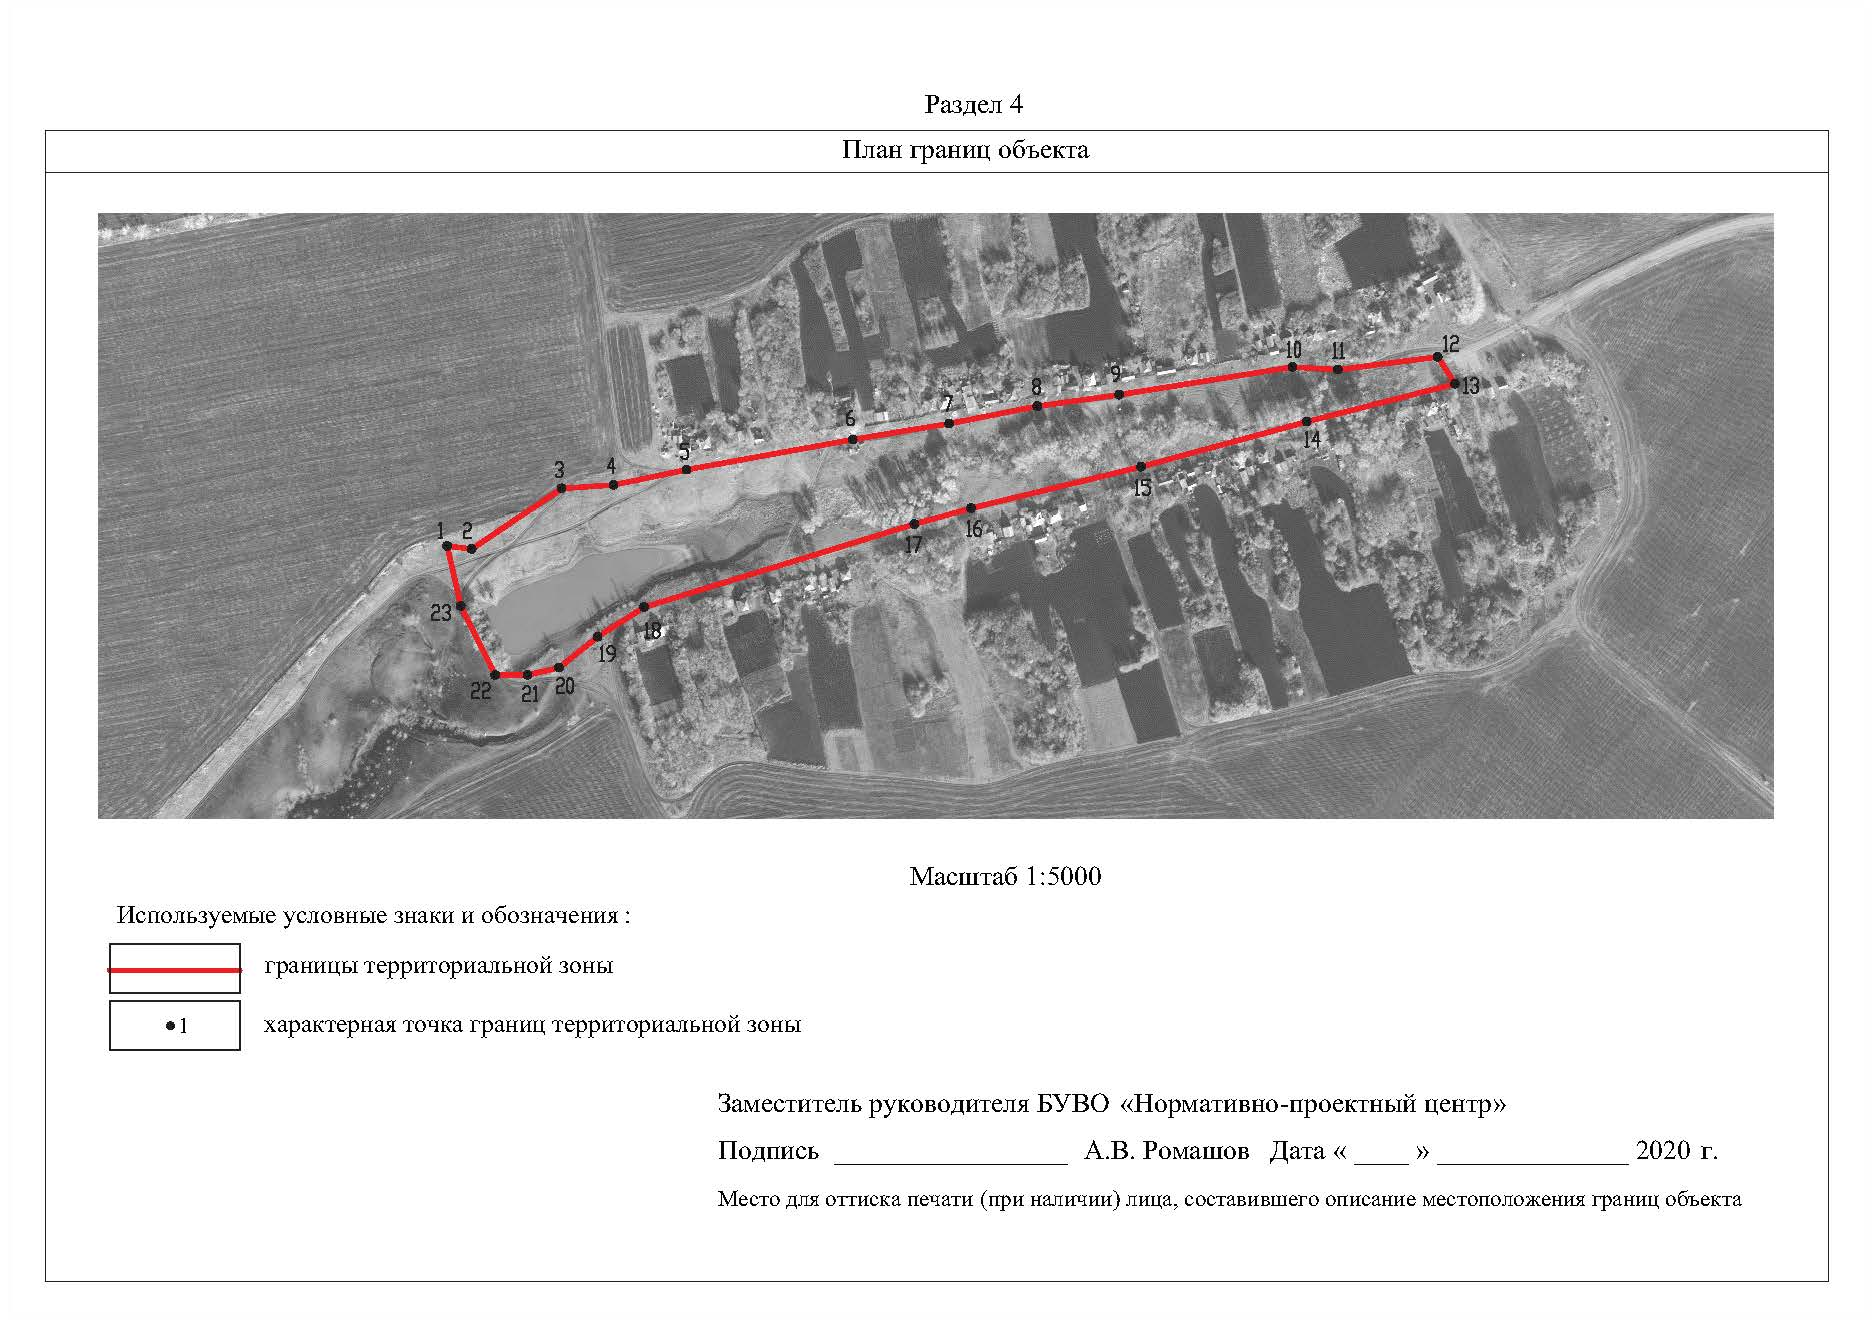 Раздел 4
План границ объекта
10 11 12
9 13
8
7 14
6
5 15
3 4 16
1 2 17
23 18
19
22 21 20
Масштаб 1:5000
Используемые условные знаки и обозначения :
границы территориальной зоны
1 характерная точка границ территориальной зоны
Заместитель руководителя БУВО «Нормативно-проектный центр»
Подпись _________________ А.В. Ромашов Дата « ____ » ______________ 2020 г.
Место для оттиска печати (при наличии) лица, составившего описание местоположения границ объекта